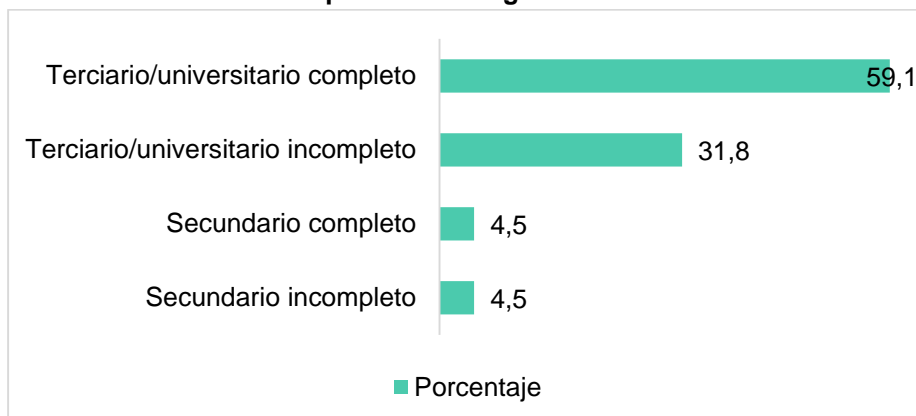 Terciario/universitario completo
59,1
Terciario/universitario incompleto
31,8
Secundario completo
4,5
Secundario incompleto
4,5
Porcentaje